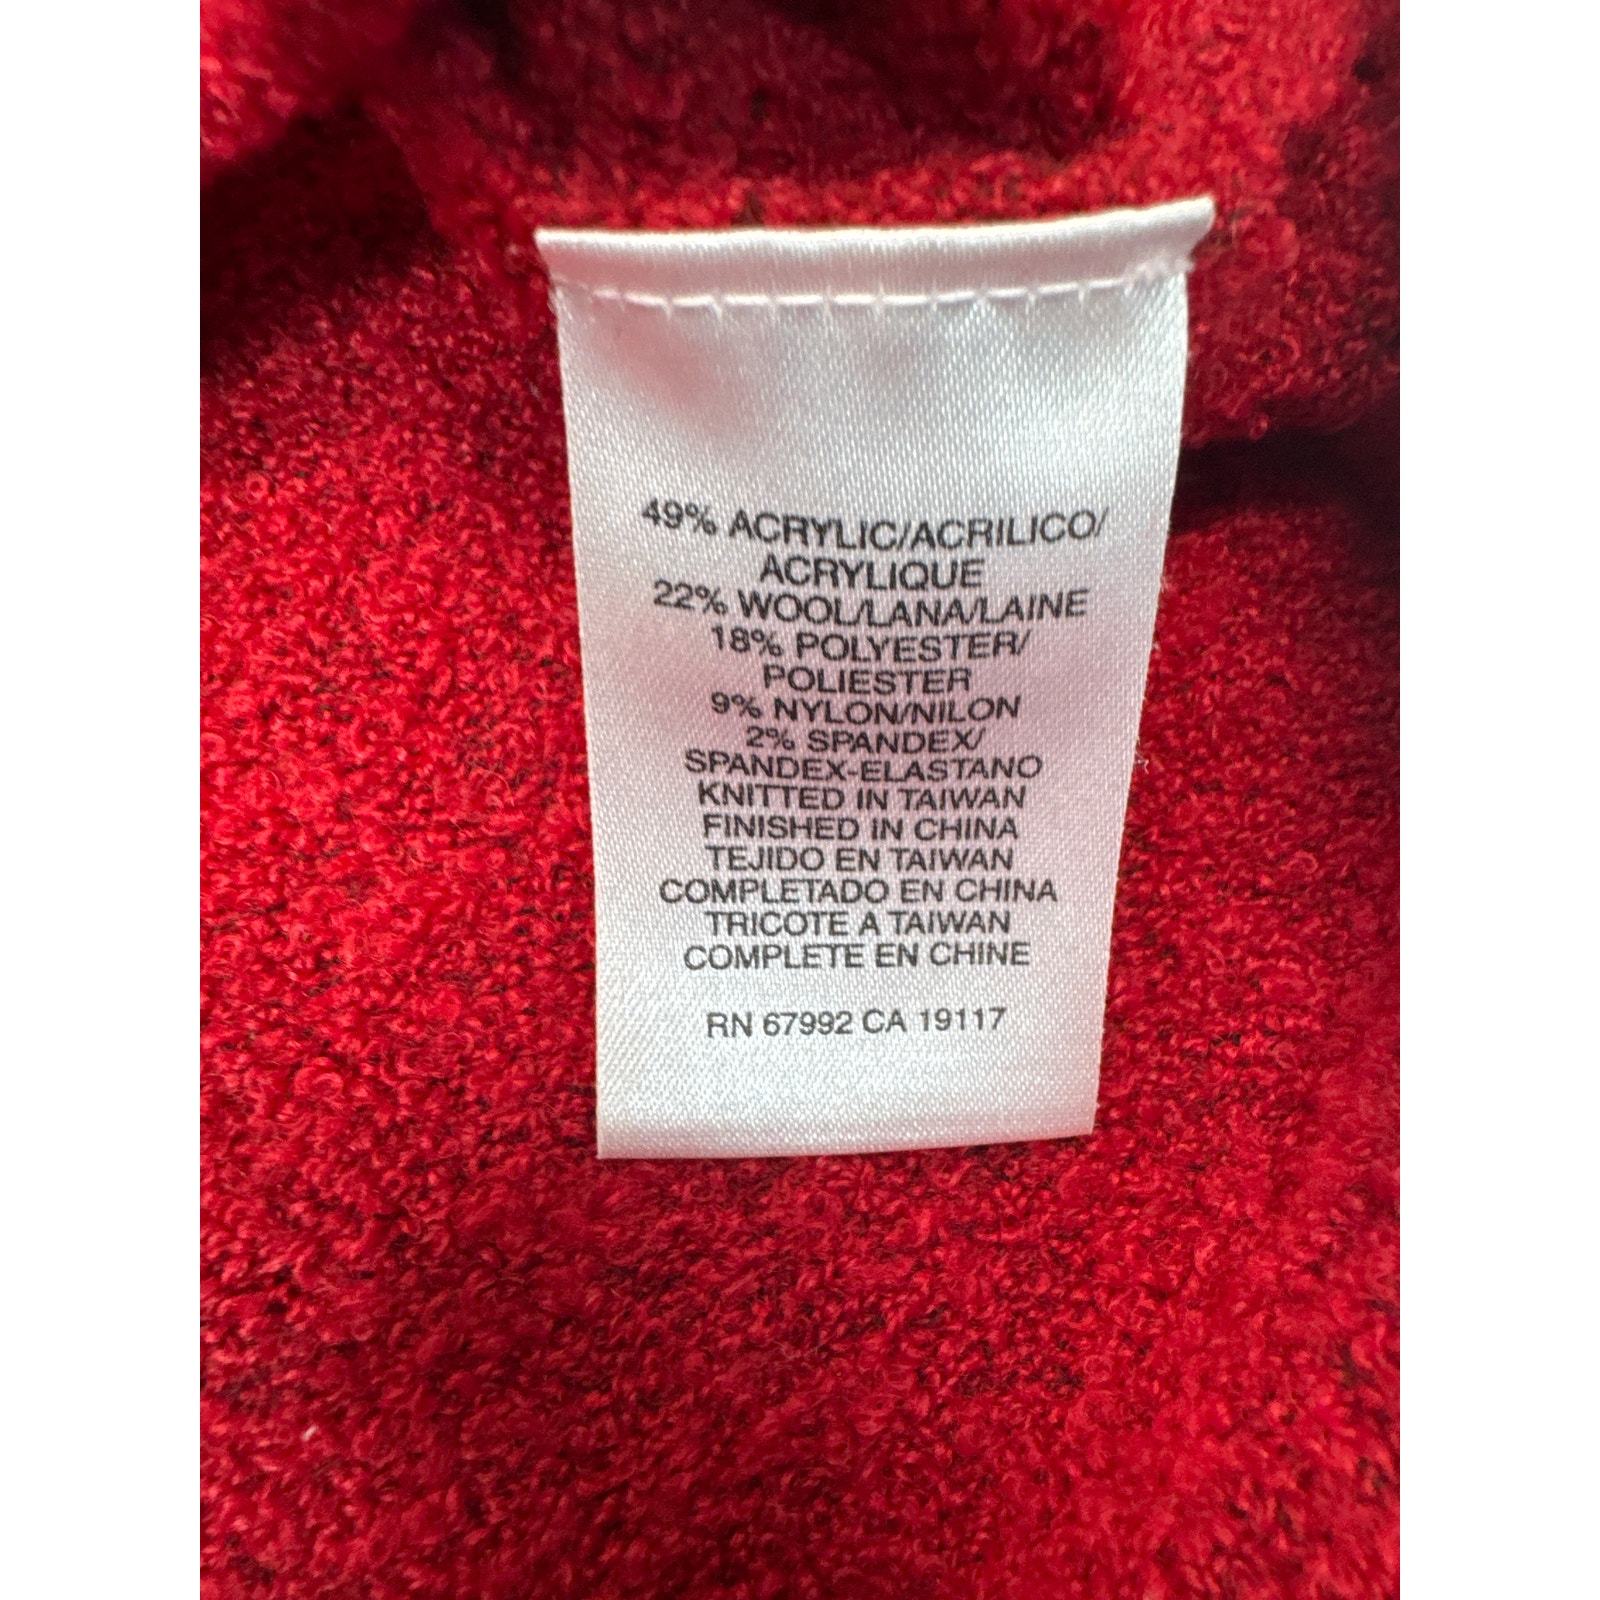 49% ACRYLIC/ACRILICO/
ACRYLIQUE
22% WOOL/LANA/LAINE
18% POLYESTER/
POLIESTER
9% NYLON/NILON
2% SPANDEX/
SPANDEX-ELASTANO
KNITTED IN TAIWAN
FINISHED IN CHINA
TEJIDO EN TAIWAN
COMPLETADO EN CHINA
TRICOTE A TAIWAN
COMPLETE EN CHINE
RN 67992 CA 19117